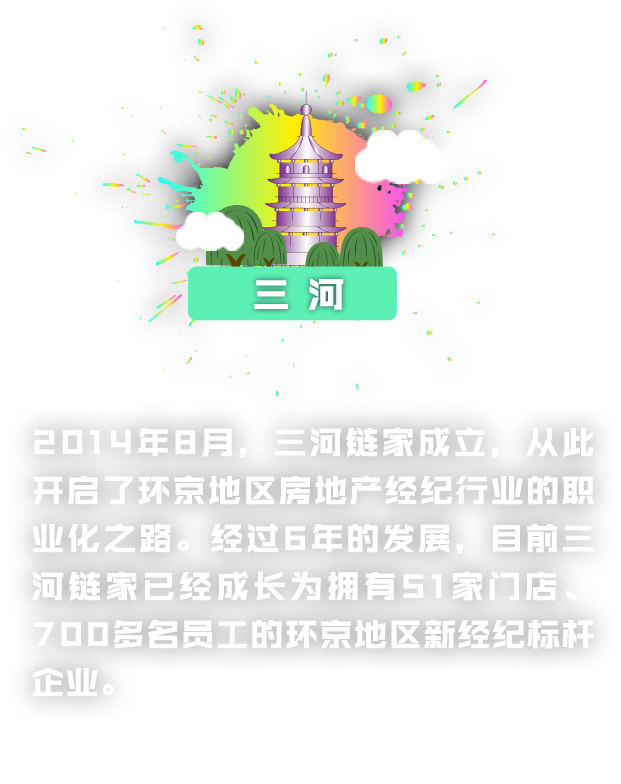 三河
2014年8月，三河链家成立，从此
开启了环京地区房地产经纪行业的职
业化之路。经过6年的发展，目前三
河链家已经成长为拥有51家门店、
700多名员工的环京地区新经纪标杆
企业。